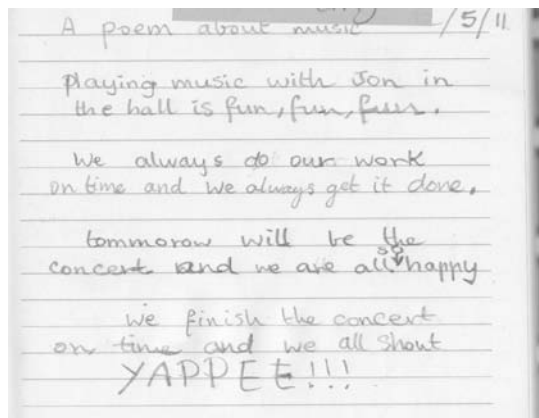 A poem about music /5/11
Playing music with Jon in
the hall is fun, fun, fun.
We always do our work
on time and we always get it done.
tommorow will be the
concert and we are all so happy
we finish the concert
on time and we all shout
YAPPEE!!!